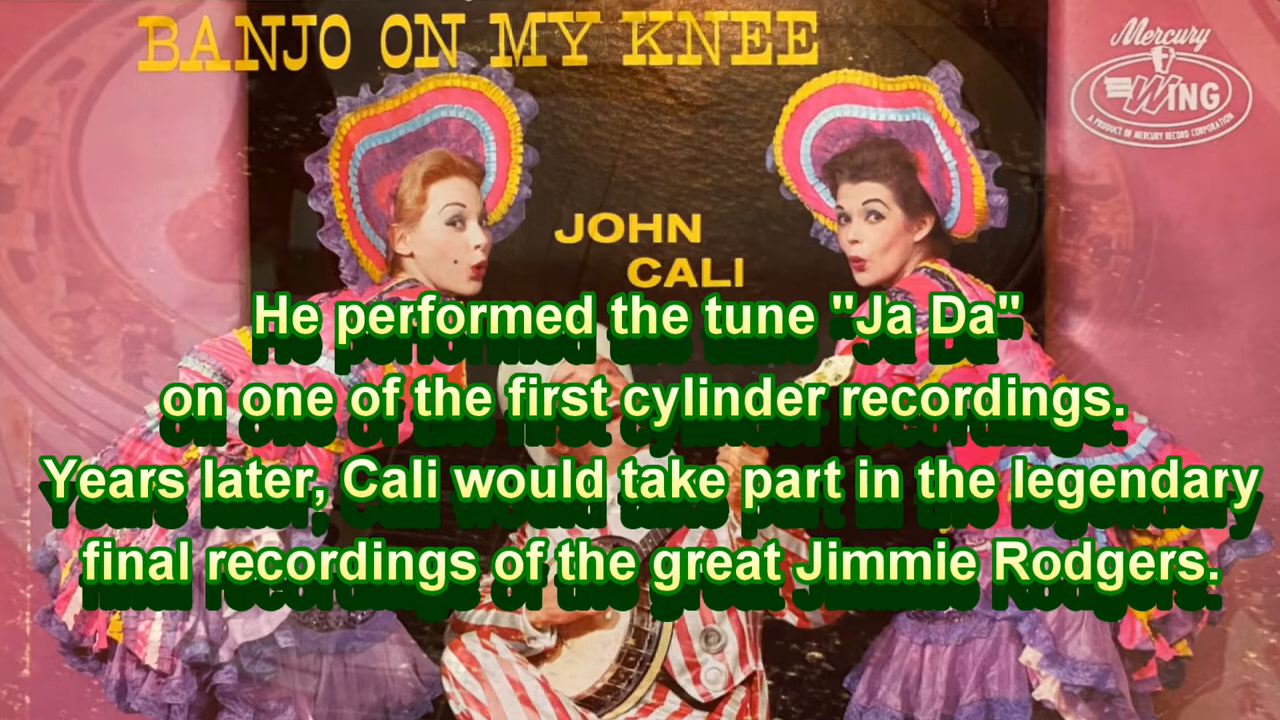 BANJO ON MY KNEE
Mercury
WING
A PRODUCT OF MERCURY RECORD CORPORATION
JOHN
CALI
He performed the tune "Ja Da"
on one of the first cylinder recordings.
Years later, Cali would take part in the legendary
final recordings of the great Jimmie Rodgers.